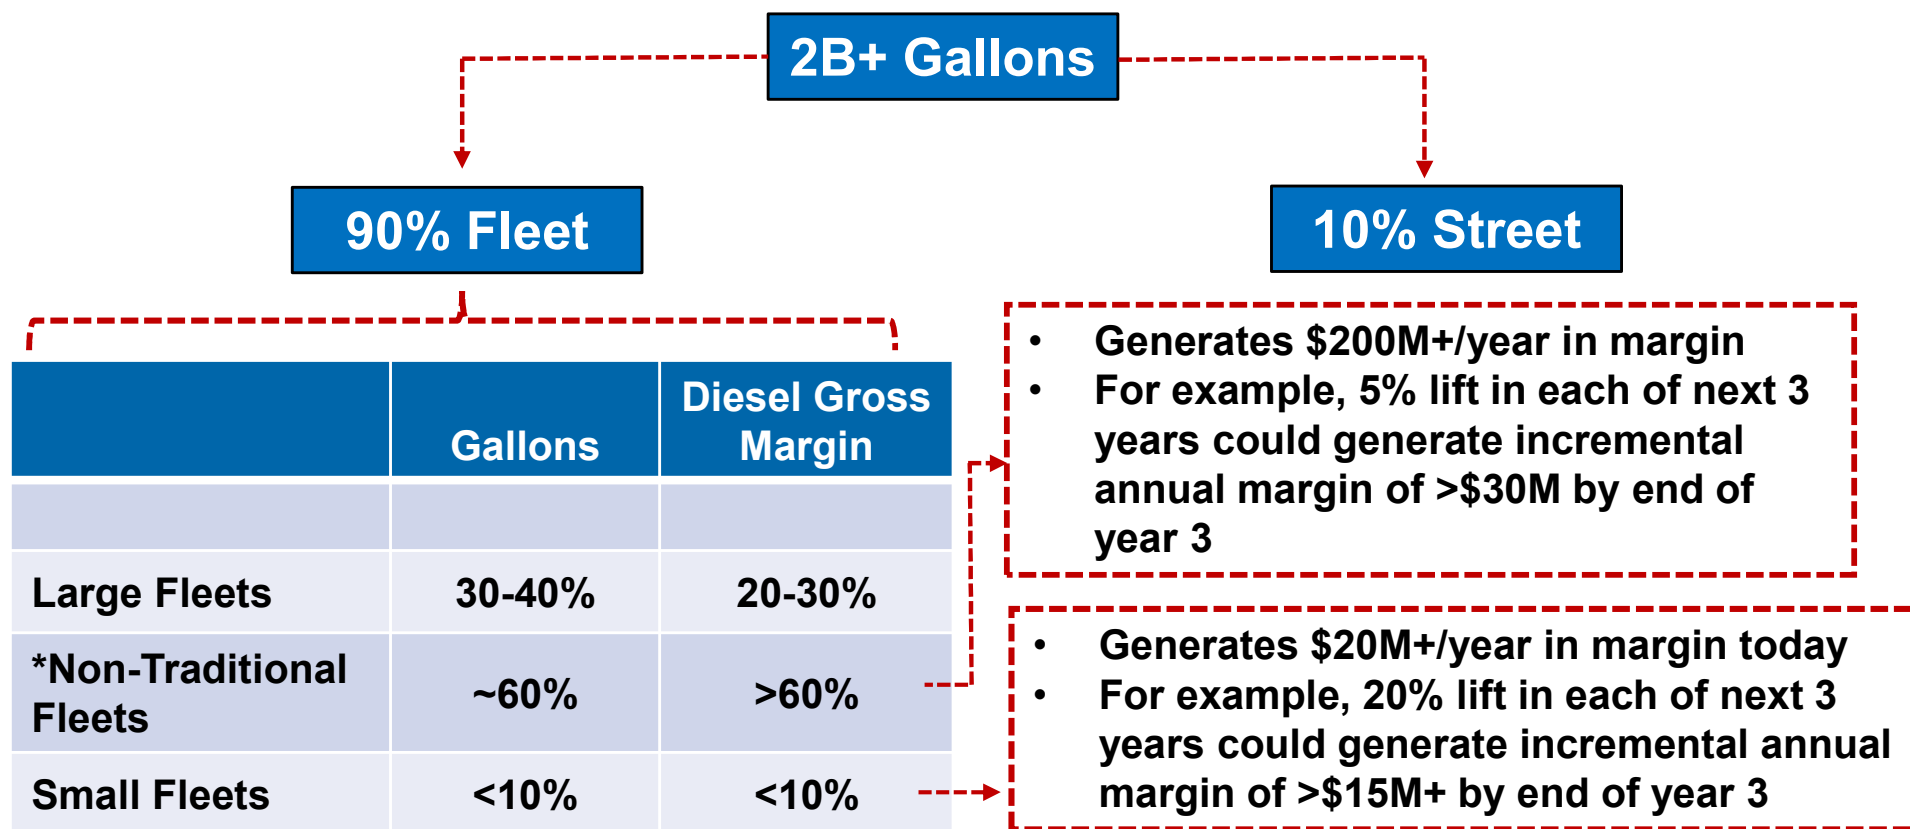 2B+ Gallons
90% Fleet
10% Street
Gallons
Diesel Gross
Margin
Large Fleets
30-40%
20-30%
*Non-Traditional
Fleets
~60%
>60%
Small Fleets
<10%
<10%
• Generates $200M+/year in margin
• For example, 5% lift in each of next 3
years could generate incremental
annual margin of >$30M by end of
year 3
• Generates $20M+/year in margin today
• For example, 20% lift in each of next 3
years could generate incremental annual
margin of >$15M+ by end of year 3